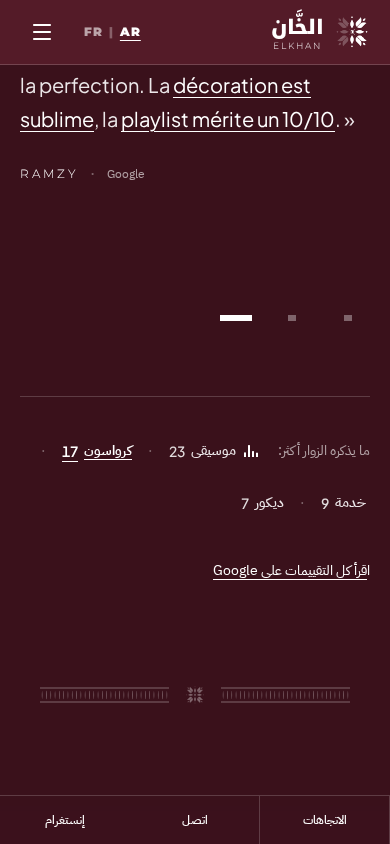 الخَّان
ELKHAN
FR | AR
la perfection. La décoration est
sublime, la playlist mérite un 10/10. »
RAMZY · Google
ما يذكره الزوار أكثر: موسيقى 23 · كرواسون 17 ·
خدمة 9 · ديكور 7
اقرأ كل التقييمات على Google
الاتجاهات
اتصل
إنستغرام